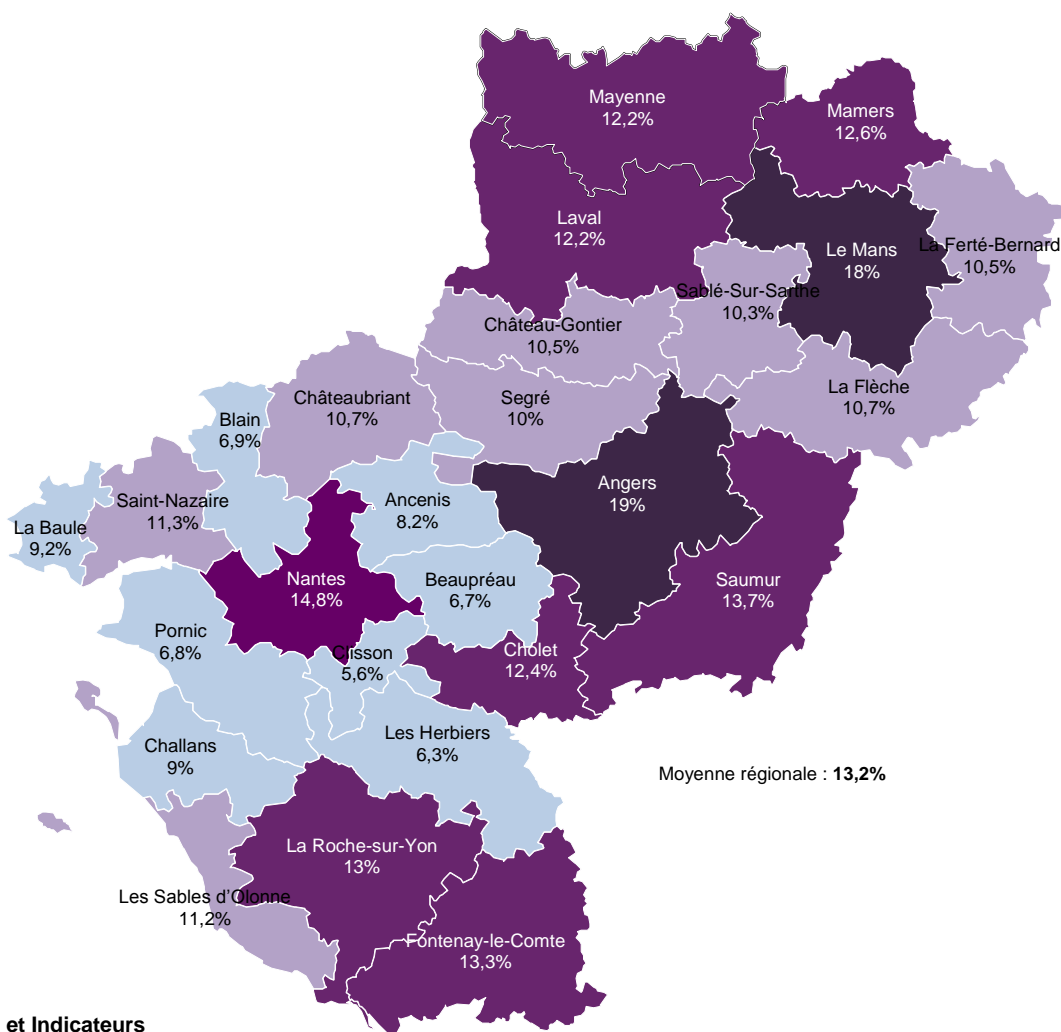 Mayenne
12,2%
Mamers
12,6%
Laval
12,2%
Le Mans
18%
La Ferté-Bernard
10,5%
Sablé-Sur-Sarthe
10,3%
Château-Gontier
10,5%
La Flèche
10,7%
Châteaubriant
10,7%
Segré
10%
Blain
6,9%
Angers
19%
Ancenis
8,2%
Saint-Nazaire
11,3%
La Baule
9,2%
Nantes
14,8%
Beaupréau
6,7%
Saumur
13,7%
Pornic
6,8%
Clisson
5,6%
Cholet
12,4%
Les Herbiers
6,3%
Challans
9%
Moyenne régionale : 13,2%
La Roche-sur-Yon
13%
Les Sables d’Olonne
11,2%
Fontenay-le-Comte
13,3%
et Indicateurs